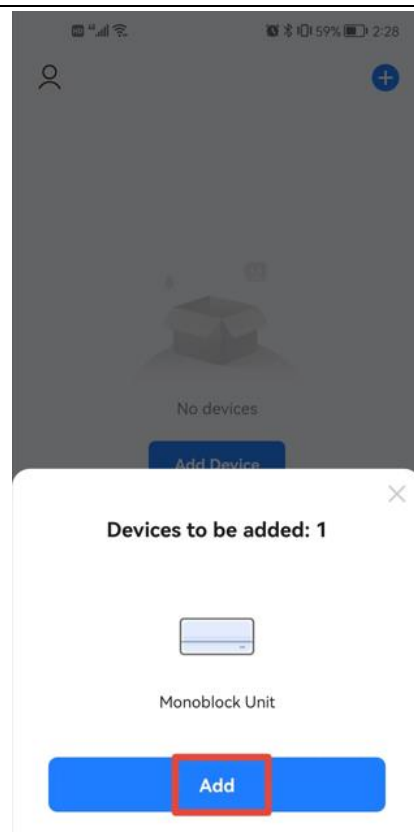 59% 2:28
No devices
Add Device
Devices to be added: 1
Monoblock Unit
Add